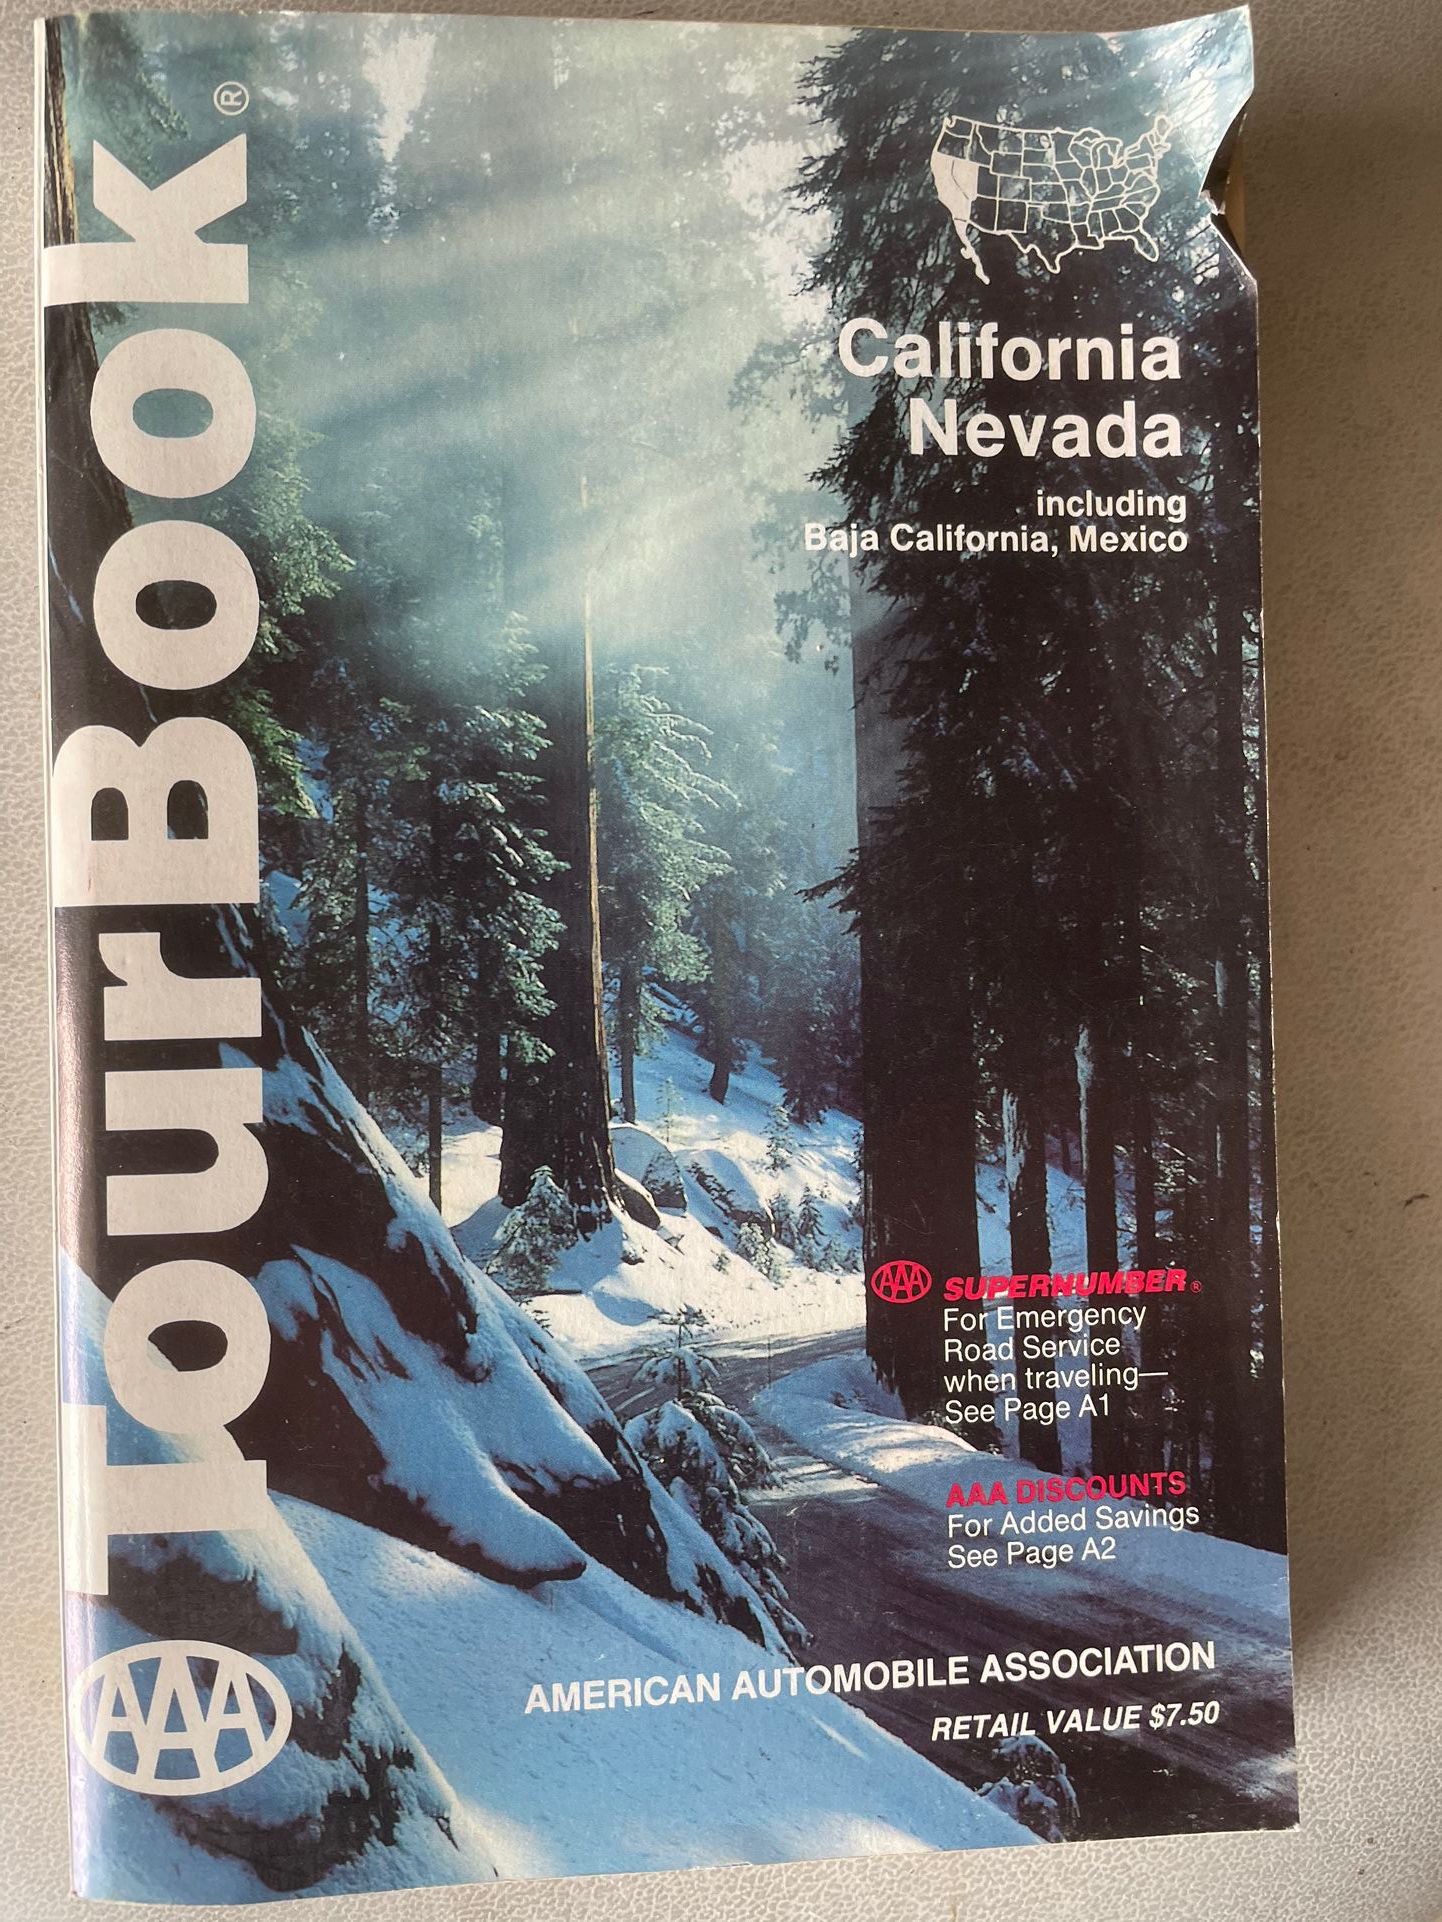 TourBook®
California
Nevada
including
Baja California, Mexico
AAA SUPERNUMBER®
For Emergency
Road Service
when traveling—
See Page A1
AAA DISCOUNTS
For Added Savings
See Page A2
AMERICAN AUTOMOBILE ASSOCIATION
RETAIL VALUE $7.50
AAA